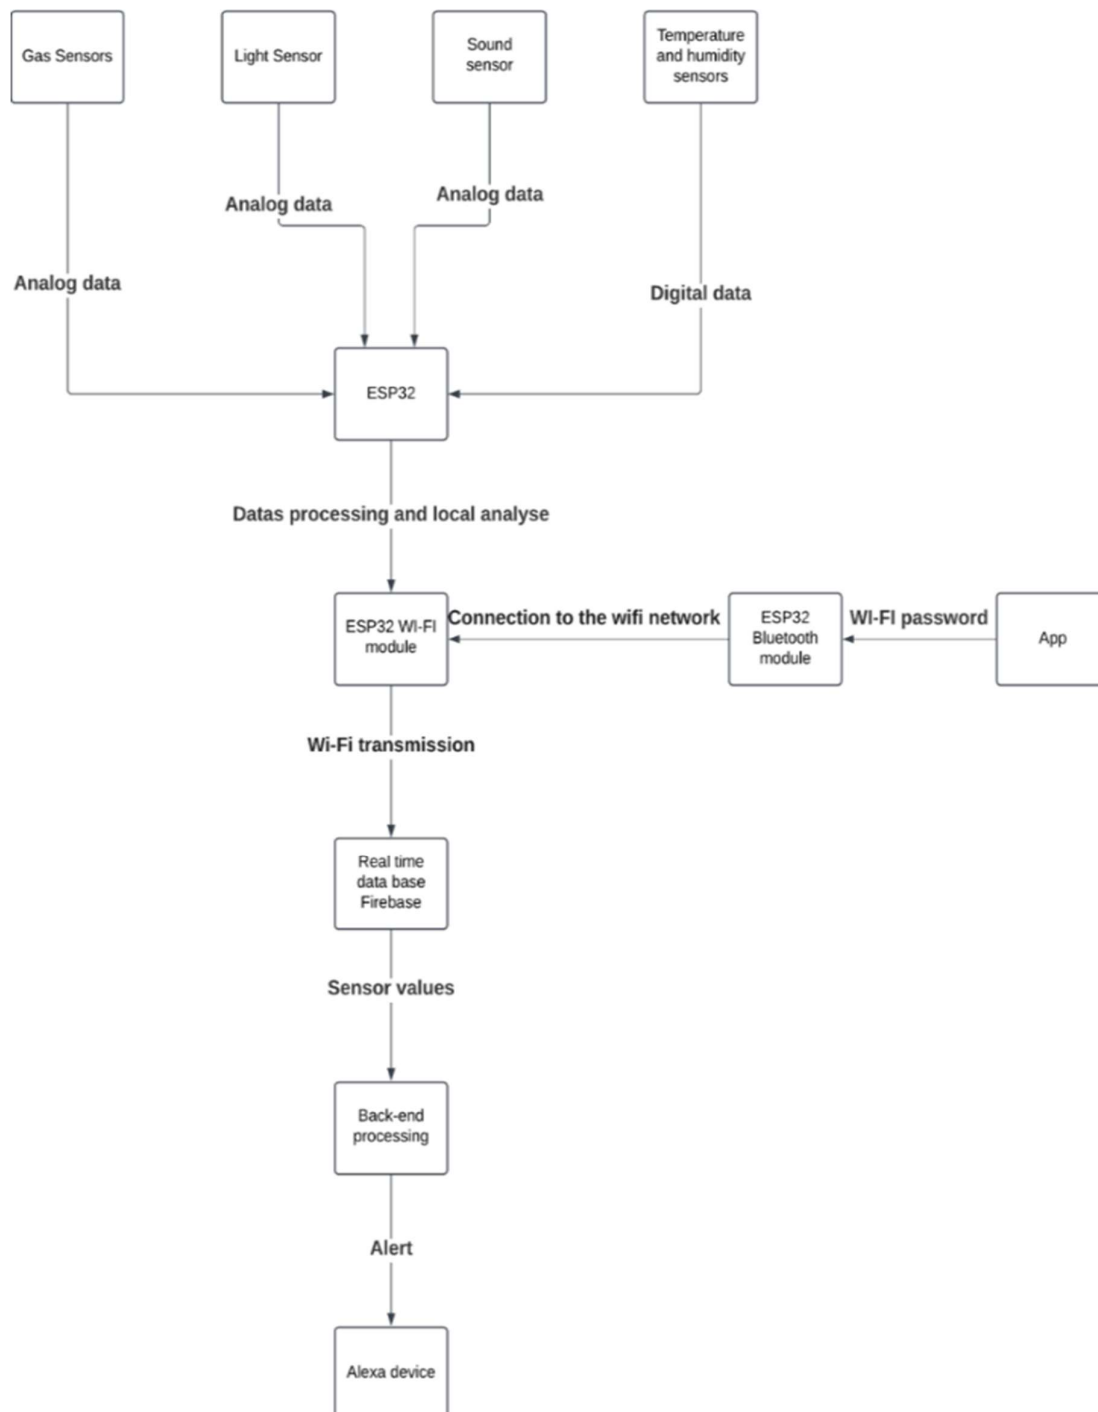 Gas Sensors
Light Sensor
Sound
sensor
Temperature
and humidity
sensors
Analog data
Analog data
Analog data
Digital data
ESP32
Datas processing and local analyse
ESP32 WI-FI
module
Connection to the wifi network
ESP32
Bluetooth
module
WI-FI password
App
Wi-Fi transmission
Real time
data base
Firebase
Sensor values
Back-end
processing
Alert
Alexa device